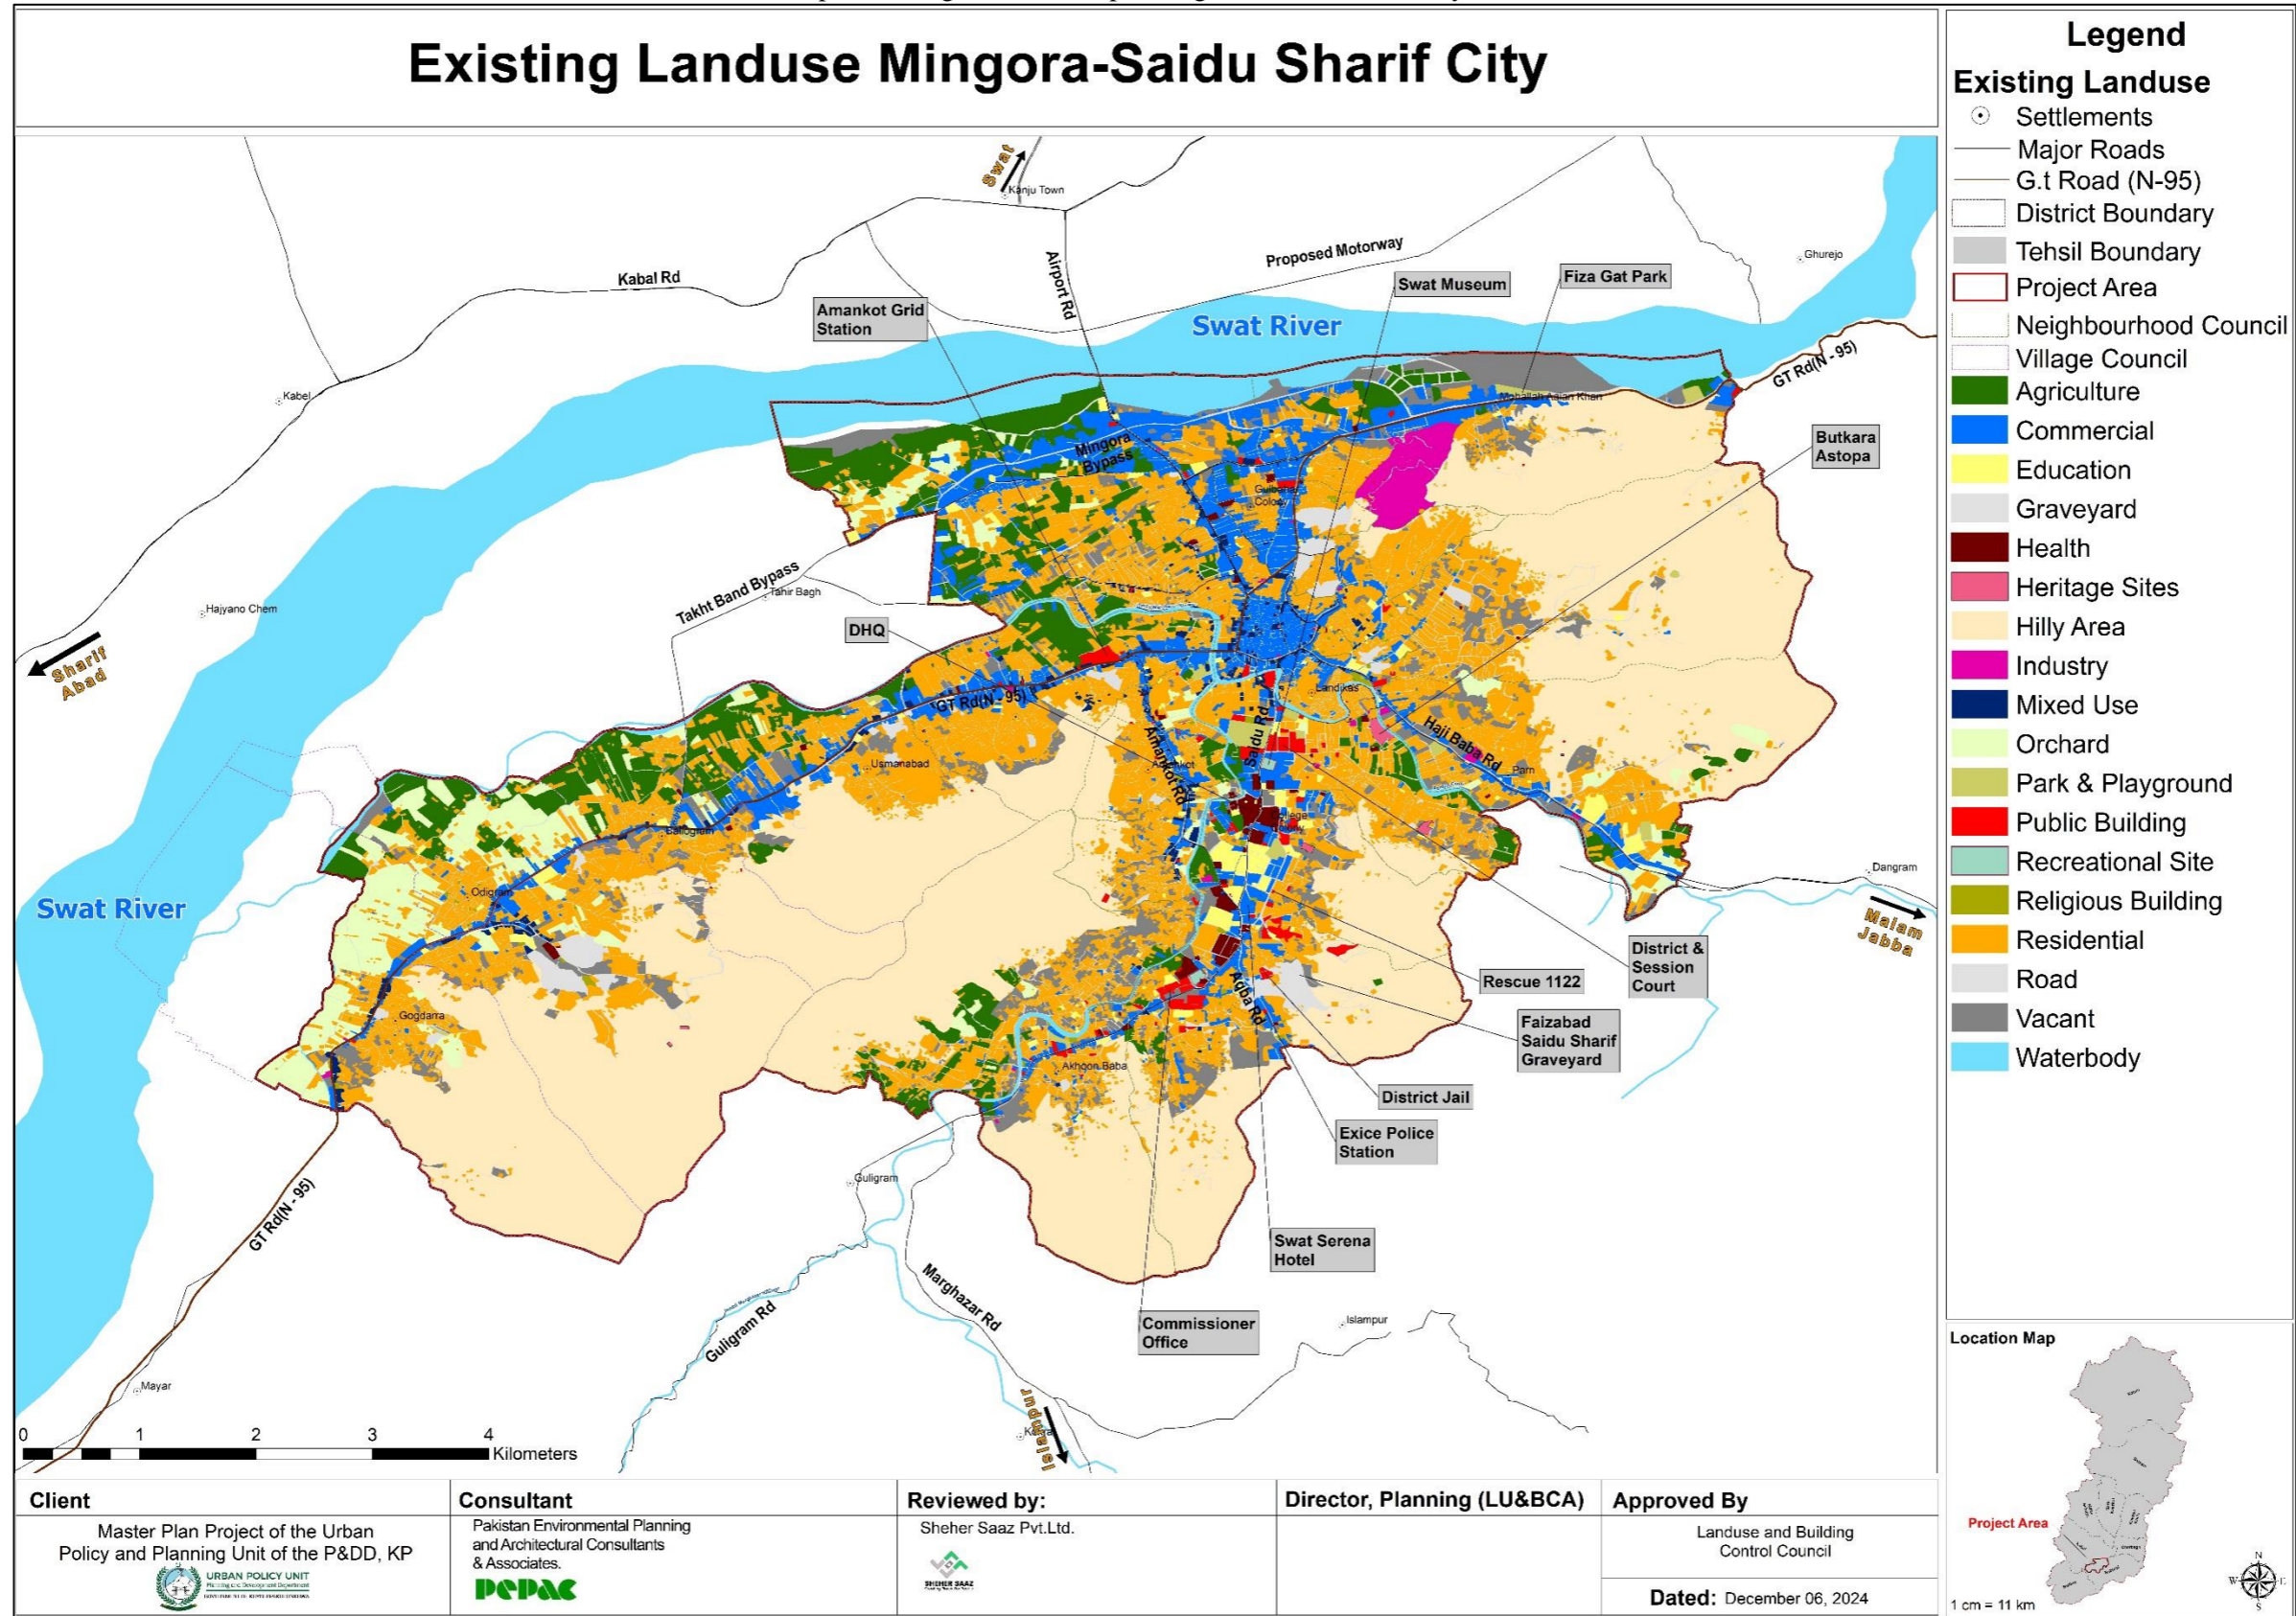 Existing Landuse Mingora-Saidu Sharif City
Legend
Existing Landuse
Settlements
Major Roads
G.t Road (N-95)
District Boundary
Tehsil Boundary
Project Area
Neighbourhood Council
Village Council
Agriculture
Commercial
Education
Graveyard
Health
Heritage Sites
Hilly Area
Industry
Mixed Use
Orchard
Park & Playground
Public Building
Recreational Site
Religious Building
Residential
Road
Vacant
Waterbody
Swat
Kanju Town
Kabal Rd
Airport Rd
Proposed Motorway
Ghurejo
Swat Museum
Fiza Gat Park
Amankot Grid
Station
Swat River
GT Rd(N - 95)
Kabel
Mohallah Aslan Khan
Butkara
Astopa
Mingora
Bypass
Colony
Takht Band Bypass
Tahir Bagh
Hajyano Chem
DHQ
Sharif
Abad
Landikas
GT Rd(N - 95)
Saidu Rd
Haji Baba Rd
Amankot Rd
Usmanabad
Parn
Odigram
Dangram
Swat River
Malam
Jabba
District &
Session
Court
Rescue 1122
Aqba Rd
Gogdarra
Faizabad
Saidu Sharif
Graveyard
Akhoon Baba
District Jail
Exice Police
Station
Guligram
GT Rd(N - 95)
Swat Serena
Hotel
Marghazar Rd
Guligram Rd
Commissioner
Office
Islampur
Mayar
Islampur
0 1 2 3 4
Kilometers
Location Map
Project Area
N
W
S
1 cm = 11 km
Client
Master Plan Project of the Urban
Policy and Planning Unit of the P&DD, KP
URBAN POLICY UNIT
Consultant
Pakistan Environmental Planning
and Architectural Consultants
& Associates.
pepac
Reviewed by:
Sheher Saaz Pvt.Ltd.
SHEHER SAAZ
Director, Planning (LU&BCA)
Approved By
Landuse and Building
Control Council
Dated: December 06, 2024